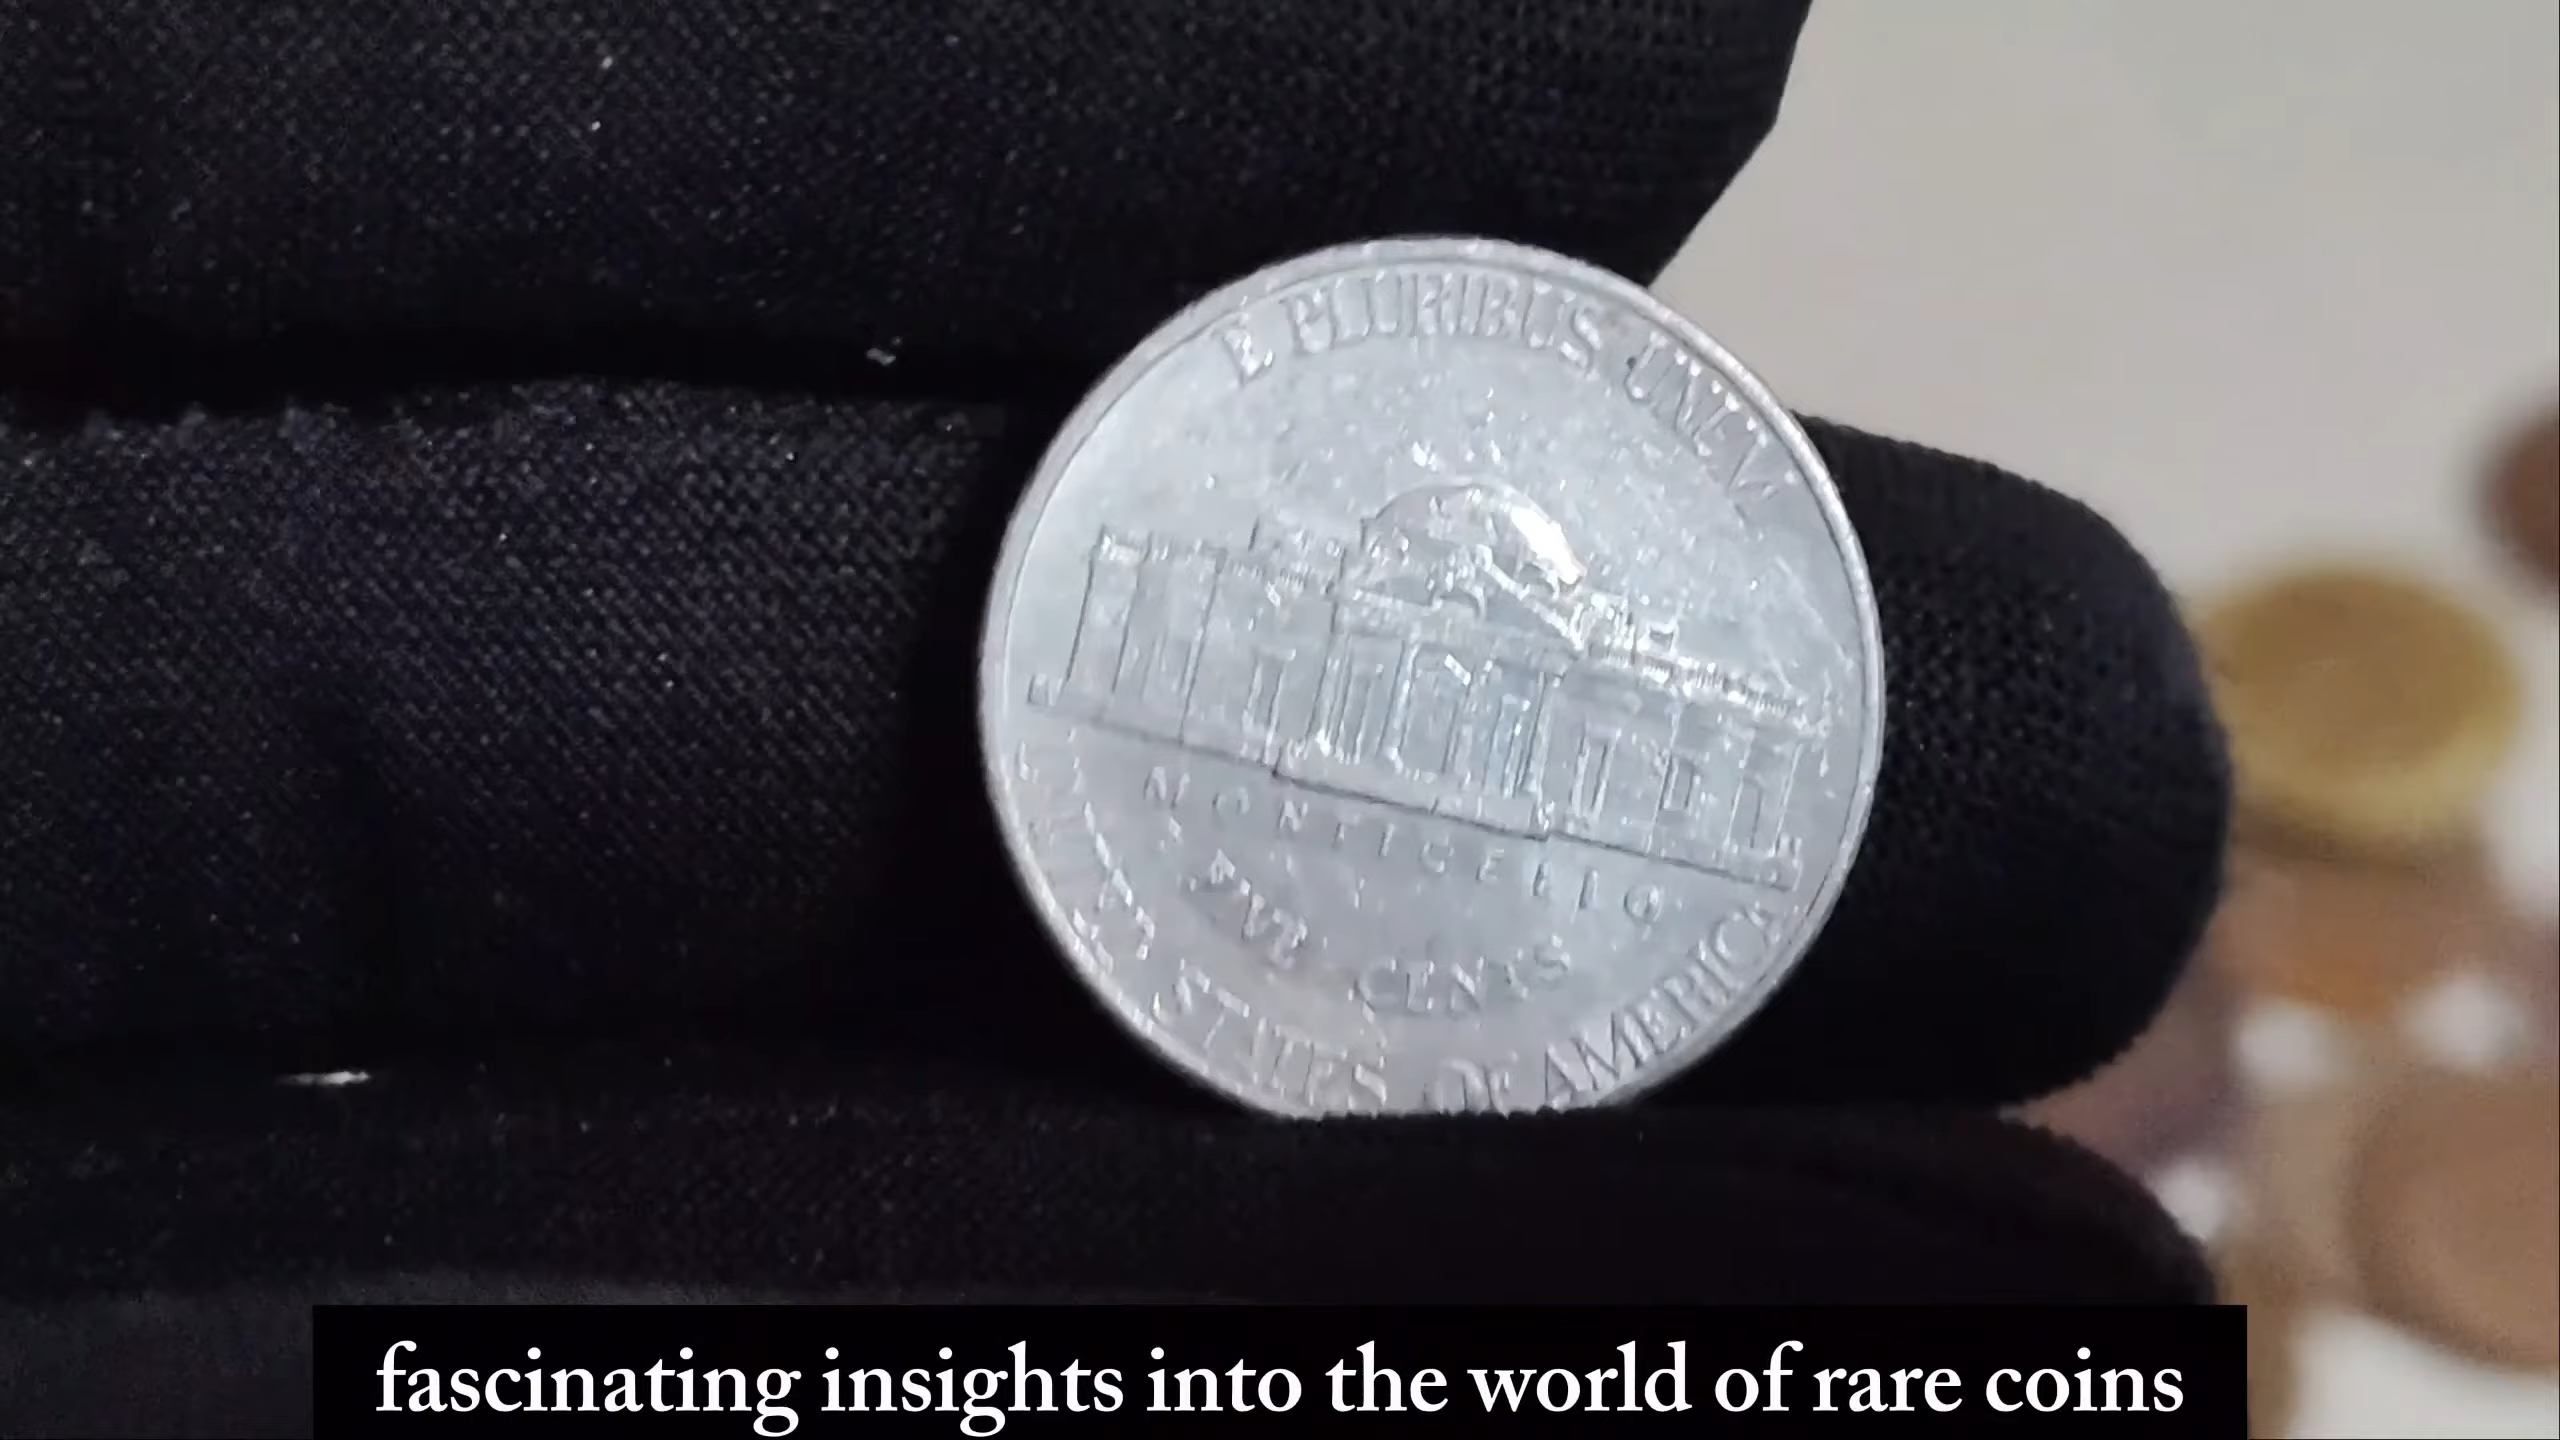 E PLURIBUS UNUM
MONTICELLO
FIVE CENTS
UNITED STATES OF AMERICA
fascinating insights into the world of rare coins